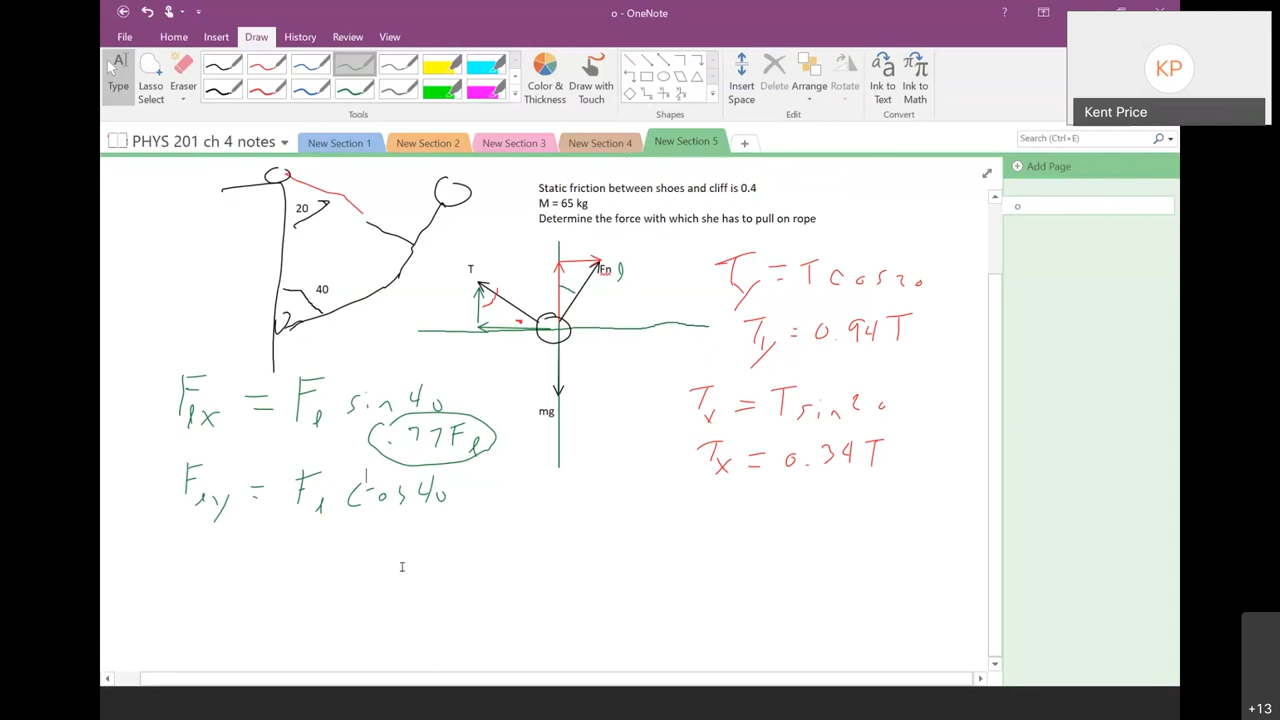 o - OneNote
?
File Home Insert Draw History View
KP
Kent Price
Type
Lasso Select
Eraser
Color & Thickness
Draw with Touch
Insert Space
Delete
Arrange
Rotate
Ink to Text
Ink to Math
Tools
Shapes
Edit
Convert
PHYS 201 ch 4 notes
New Section 1
New Section 2
New Section 3
New Section 4
New Section 5
Search (Ctrl+E)
Add Page
o
Static friction between shoes and cliff is 0.4
M = 65 kg
Determine the force with which she has to pull on rope
20
40
T
Fn l
mg
Ty = T cos 20
Ty = 0.94T
Tx = T sin 20
Tx = 0.34T
Flx = Fl sin 40
.77Fl
Fly = Fl cos 40
+13